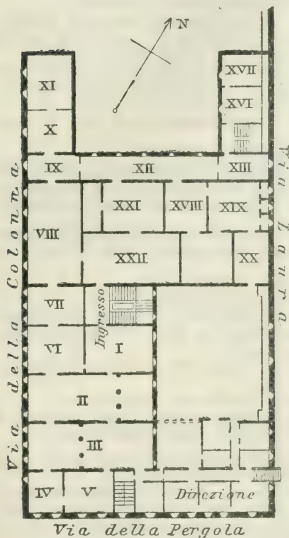 N
XI
XVII
X
XVI
IX
XII
XIII
XXI
XVIII
XIX
VIII
XXII
XX
VII
Ingresso
VI
I
II
III
IV
V
Direzione
Via della Colonna
Via Laura
Via della Pergola